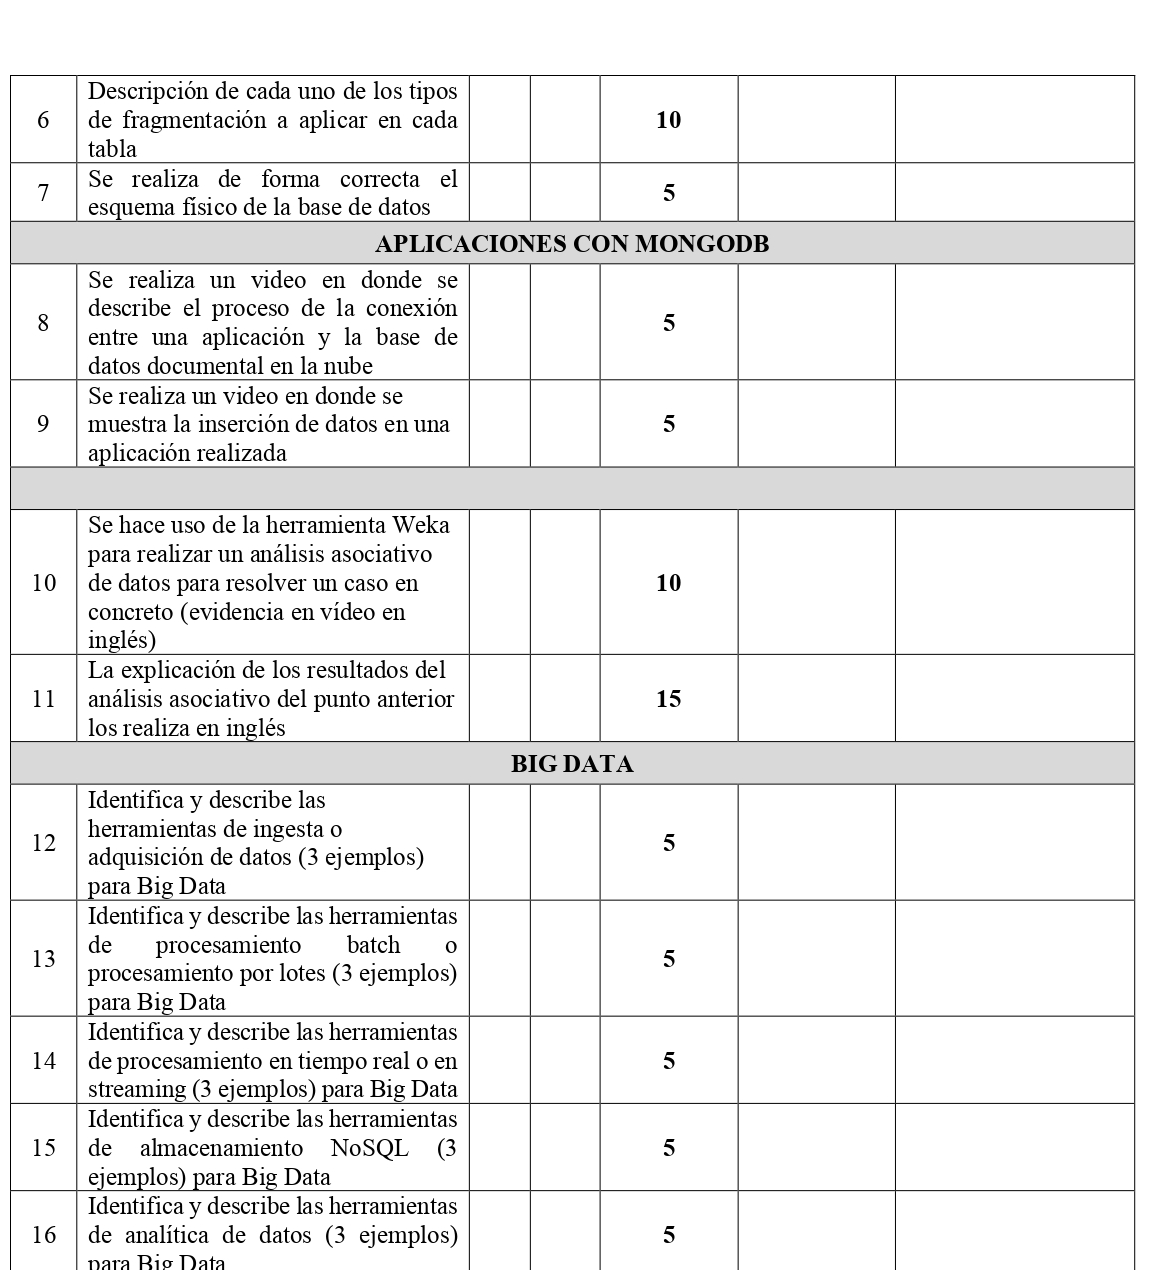 Descripción de cada uno de los tipos
6 de fragmentación a aplicar en cada 10
tabla
Se realiza de forma correcta el
7 5
esquema físico de la base de datos
APLICACIONES CON MONGODB
Se realiza un video en donde se
describe el proceso de la conexión
8 5
entre una aplicación y la base de
datos documental en la nube
Se realiza un video en donde se
9 muestra la inserción de datos en una 5
aplicación realizada
Se hace uso de la herramienta Weka
para realizar un análisis asociativo
10 de datos para resolver un caso en 10
concreto (evidencia en vídeo en
inglés)
La explicación de los resultados del
11 análisis asociativo del punto anterior 15
los realiza en inglés
BIG DATA
Identifica y describe las
herramientas de ingesta o
12 5
adquisición de datos (3 ejemplos)
para Big Data
Identifica y describe las herramientas
de procesamiento batch o
13 5
procesamiento por lotes (3 ejemplos)
para Big Data
Identifica y describe las herramientas
14 de procesamiento en tiempo real o en 5
streaming (3 ejemplos) para Big Data
Identifica y describe las herramientas
15 de almacenamiento NoSQL (3 5
ejemplos) para Big Data
Identifica y describe las herramientas
16 de analítica de datos (3 ejemplos) 5
para Big Data